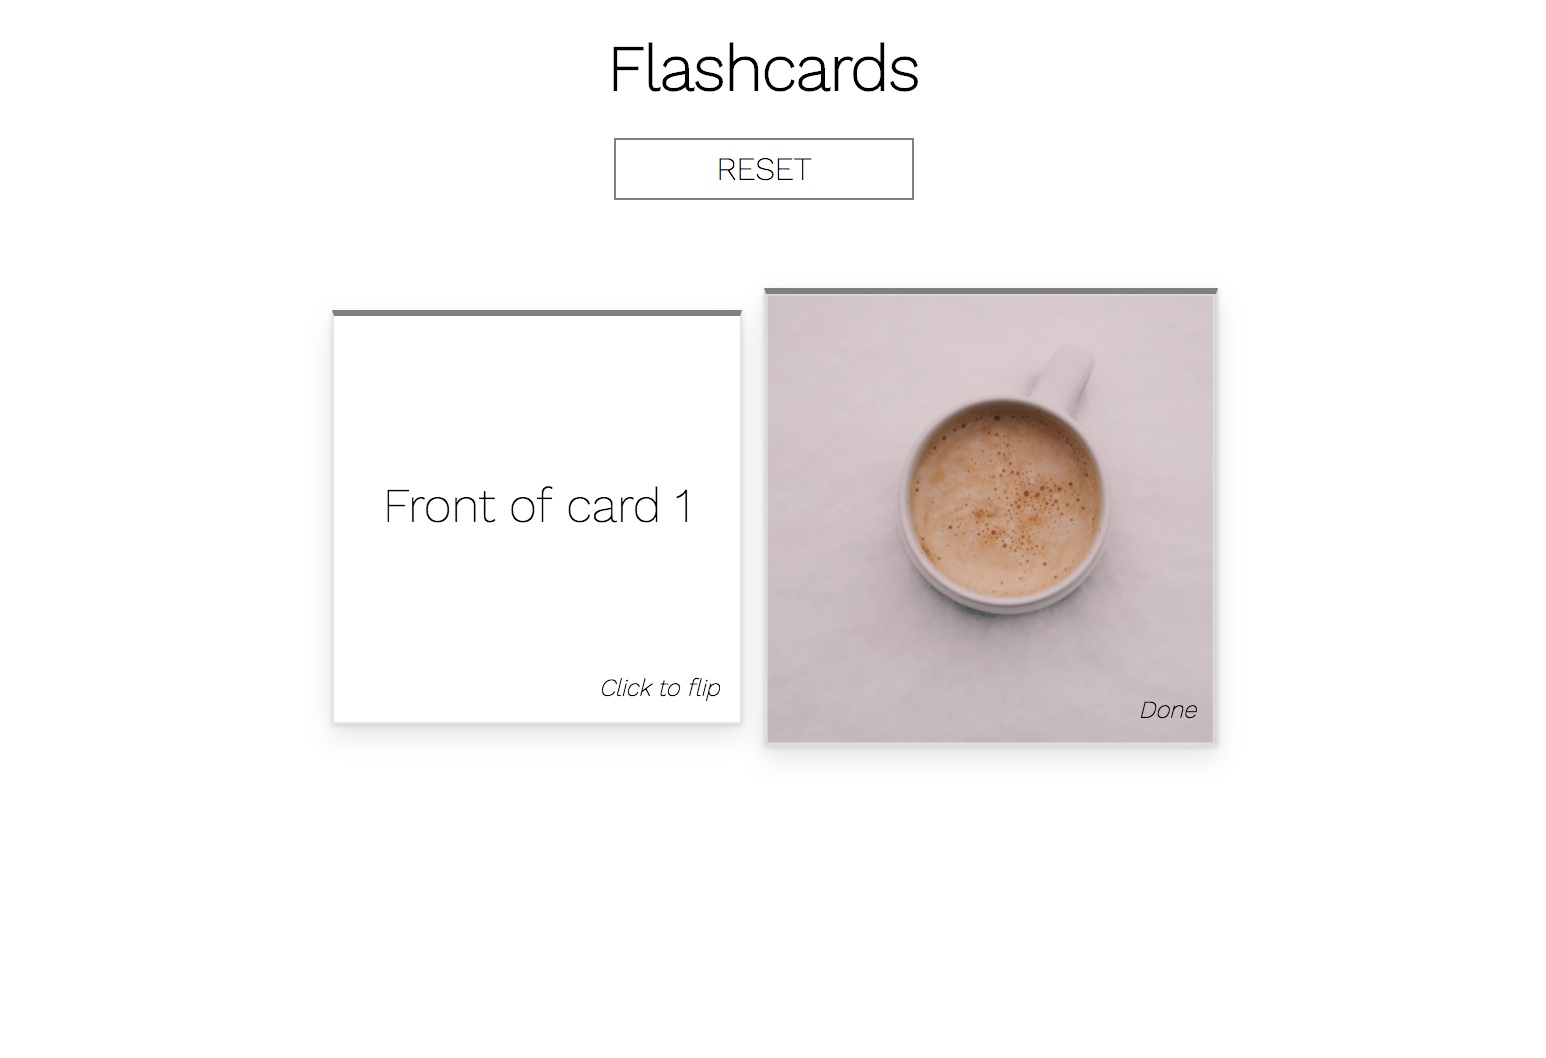 Flashcards
RESET
Front of card 1
Click to flip
Done